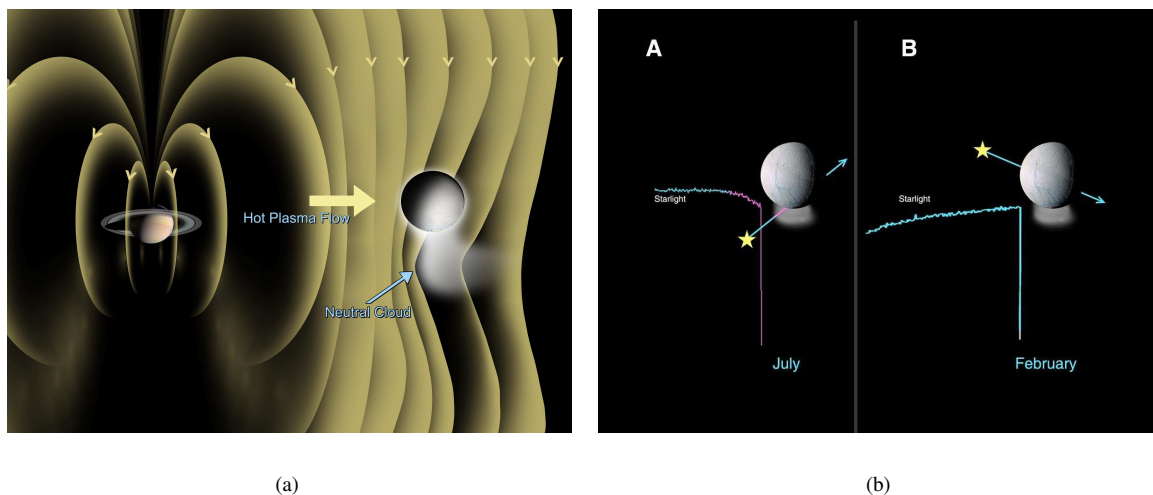 Hot Plasma Flow
Neutral Cloud
(a)
A
Starlight
July
B
Starlight
February
(b)